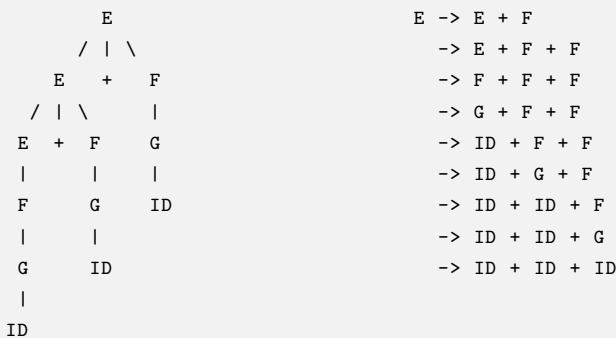 E                                  E -> E + F
         /  |  \                                 -> E + F + F
      E     +    F                               -> F + F + F
   /  |  \       |                               -> G + F + F
 E    +   F      G                               -> ID + F + F
 |        |      |                               -> ID + G + F
 F        G     ID                               -> ID + ID + F
 |        |                                      -> ID + ID + G
 G       ID                                      -> ID + ID + ID
 |
ID